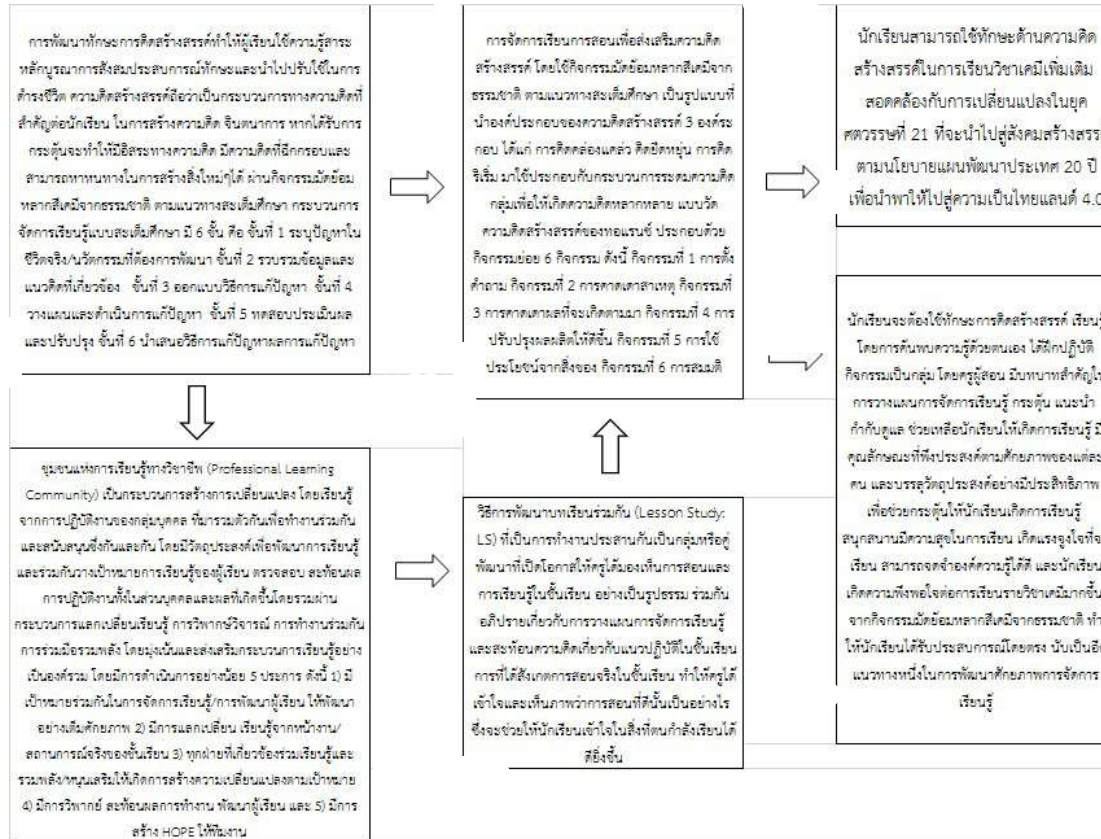 การพัฒนาทักษะการคิดสร้างสรรค์ทำให้ผู้เรียนใช้ความรู้สาระ
หลักบูรณาการสั่งสมประสบการณ์ทักษะและนำไปปรับใช้ในการ
ดำรงชีวิต ความคิดสร้างสรรค์ถือว่าเป็นกระบวนการทางความคิดที่
สำคัญต่อนักเรียน ในการสร้างความคิด จินตนาการ หากได้รับการ
กระตุ้นจะทำให้มีอิสระทางความคิด มีความคิดที่ฉีกกรอบและ
สามารถหาหนทางในการสร้างสิ่งใหม่ๆได้ ผ่านกิจกรรมมัดย้อม
หลากสีเคมีจากธรรมชาติ ตามแนวทางสะเต็มศึกษา กระบวนการ
จัดการเรียนรู้แบบสะเต็มศึกษา มี 6 ขั้น คือ ขั้นที่ 1 ระบุปัญหาใน
ชีวิตจริง/นวัตกรรมที่ต้องการพัฒนา ขั้นที่ 2 รวบรวมข้อมูลและ
แนวคิดที่เกี่ยวข้อง ขั้นที่ 3 ออกแบบวิธีการแก้ปัญหา ขั้นที่ 4
วางแผนและดำเนินการแก้ปัญหา ขั้นที่ 5 ทดสอบประเมินผล
และปรับปรุง ขั้นที่ 6 นำเสนอวิธีการแก้ปัญหาผลการแก้ปัญหา
ชุมชนแห่งการเรียนรู้ทางวิชาชีพ (Professional Learning
Community) เป็นกระบวนการสร้างการเปลี่ยนแปลง โดยเรียนรู้
จากการปฏิบัติงานของกลุ่มบุคคล ที่มารวมตัวกันเพื่อทำงานร่วมกัน
และสนับสนุนซึ่งกันและกัน โดยมีวัตถุประสงค์เพื่อพัฒนาการเรียนรู้
และร่วมกันวางเป้าหมายการเรียนรู้ของผู้เรียน ตรวจสอบ สะท้อนผล
การปฏิบัติงานทั้งในส่วนบุคคลและผลที่เกิดขึ้นโดยรวมผ่าน
กระบวนการแลกเปลี่ยนเรียนรู้ การวิพากษ์วิจารณ์ การทำงานร่วมกัน
การร่วมมือรวมพลัง โดยมุ่งเน้นและส่งเสริมกระบวนการเรียนรู้อย่าง
เป็นองค์รวม โดยมีการดำเนินการอย่างน้อย 5 ประการ ดังนี้ 1) มี
เป้าหมายร่วมกันในการจัดการเรียนรู้/การพัฒนาผู้เรียน ให้พัฒนา
อย่างเต็มศักยภาพ 2) มีการแลกเปลี่ยน เรียนรู้จากหน้างาน/
สถานการณ์จริงของชั้นเรียน 3) ทุกฝ่ายที่เกี่ยวข้องร่วมเรียนรู้และ
รวมพลัง/หนุนเสริมให้เกิดการสร้างความเปลี่ยนแปลงตามเป้าหมาย
4) มีการวิพากย์ สะท้อนผลการทำงาน พัฒนาผู้เรียน และ 5) มีการ
สร้าง HOPE ให้ทีมงาน
การจัดการเรียนการสอนเพื่อส่งเสริมความคิด
สร้างสรรค์ โดยใช้กิจกรรมมัดย้อมหลากสีเคมีจาก
ธรรมชาติ ตามแนวทางสะเต็มศึกษา เป็นรูปแบบที่
นำองค์ประกอบของความคิดสร้างสรรค์ 3 องค์ระ
กอบ ได้แก่ การคิดคล่องแคล่ว คิดยืดหยุ่น การคิด
ริเริ่ม มาใช้ประกอบกับกระบวนการระดมความคิด
กลุ่มเพื่อให้เกิดความคิดหลากหลาย แบบวัด
ความคิดสร้างสรรค์ของทอแรนซ์ ประกอบด้วย
กิจกรรมย่อย 6 กิจกรรม ดังนี้ กิจกรรมที่ 1 การตั้ง
คำถาม กิจกรรมที่ 2 การคาดเดาสาเหตุ กิจกรรมที่
3 การคาดเดาผลที่จะเกิดตามมา กิจกรรมที่ 4 การ
ปรับปรุงผลผลิตให้ดีขึ้น กิจกรรมที่ 5 การใช้
ประโยชน์จากสิ่งของ กิจกรรมที่ 6 การสมมติ
วิธีการพัฒนาบทเรียนร่วมกัน (Lesson Study:
LS) ที่เป็นการทำงานประสานกันเป็นกลุ่มหรือคู่
พัฒนาที่เปิดโอกาสให้ครูได้มองเห็นการสอนและ
การเรียนรู้ในชั้นเรียน อย่างเป็นรูปธรรม ร่วมกัน
อภิปรายเกี่ยวกับการวางแผนการจัดการเรียนรู้
และสะท้อนความคิดเกี่ยวกับแนวปฏิบัติในชั้นเรียน
การที่ได้สังเกตการสอนจริงในชั้นเรียน ทำให้ครูได้
เข้าใจและเห็นภาพว่าการสอนที่ดีนั้นเป็นอย่างไร
ซึ่งจะช่วยให้นักเรียนเข้าใจในสิ่งที่ตนกำลังเรียนได้
ดียิ่งขึ้น
นักเรียนสามารถใช้ทักษะด้านความคิด
สร้างสรรค์ในการเรียนวิชาเคมีเพิ่มเติม
สอดคล้องกับการเปลี่ยนแปลงในยุค
ศตวรรษที่ 21 ที่จะนำไปสู่สังคมสร้างสรร
ตามนโยบายแผนพัฒนาประเทศ 20 ปี
เพื่อนำพาให้ไปสู่ความเป็นไทยแลนด์ 4.0
นักเรียนจะต้องใช้ทักษะการคิดสร้างสรรค์ เรียนรู้
โดยการค้นพบความรู้ด้วยตนเอง ได้ฝึกปฏิบัติ
กิจกรรมเป็นกลุ่ม โดยครูผู้สอน มีบทบาทสำคัญใน
การวางแผนการจัดการเรียนรู้ กระตุ้น แนะนำ
กำกับดูแล ช่วยเหลือนักเรียนให้เกิดการเรียนรู้ มี
คุณลักษณะที่พึงประสงค์ตามศักยภาพของแต่ละ
คน และบรรลุวัตถุประสงค์อย่างมีประสิทธิภาพ
เพื่อช่วยกระตุ้นให้นักเรียนเกิดการเรียนรู้
สนุกสนานมีความสุขในการเรียน เกิดแรงจูงใจที่จะ
เรียน สามารถจดจำองค์ความรู้ได้ดี และนักเรียน
เกิดความพึงพอใจต่อการเรียนรายวิชาเคมีมากขึ้น
จากกิจกรรมมัดย้อมหลากสีเคมีจากธรรมชาติ ทำ
ให้นักเรียนได้รับประสบการณ์โดยตรง นับเป็นอีก
แนวทางหนึ่งในการพัฒนาศักยภาพการจัดการ
เรียนรู้